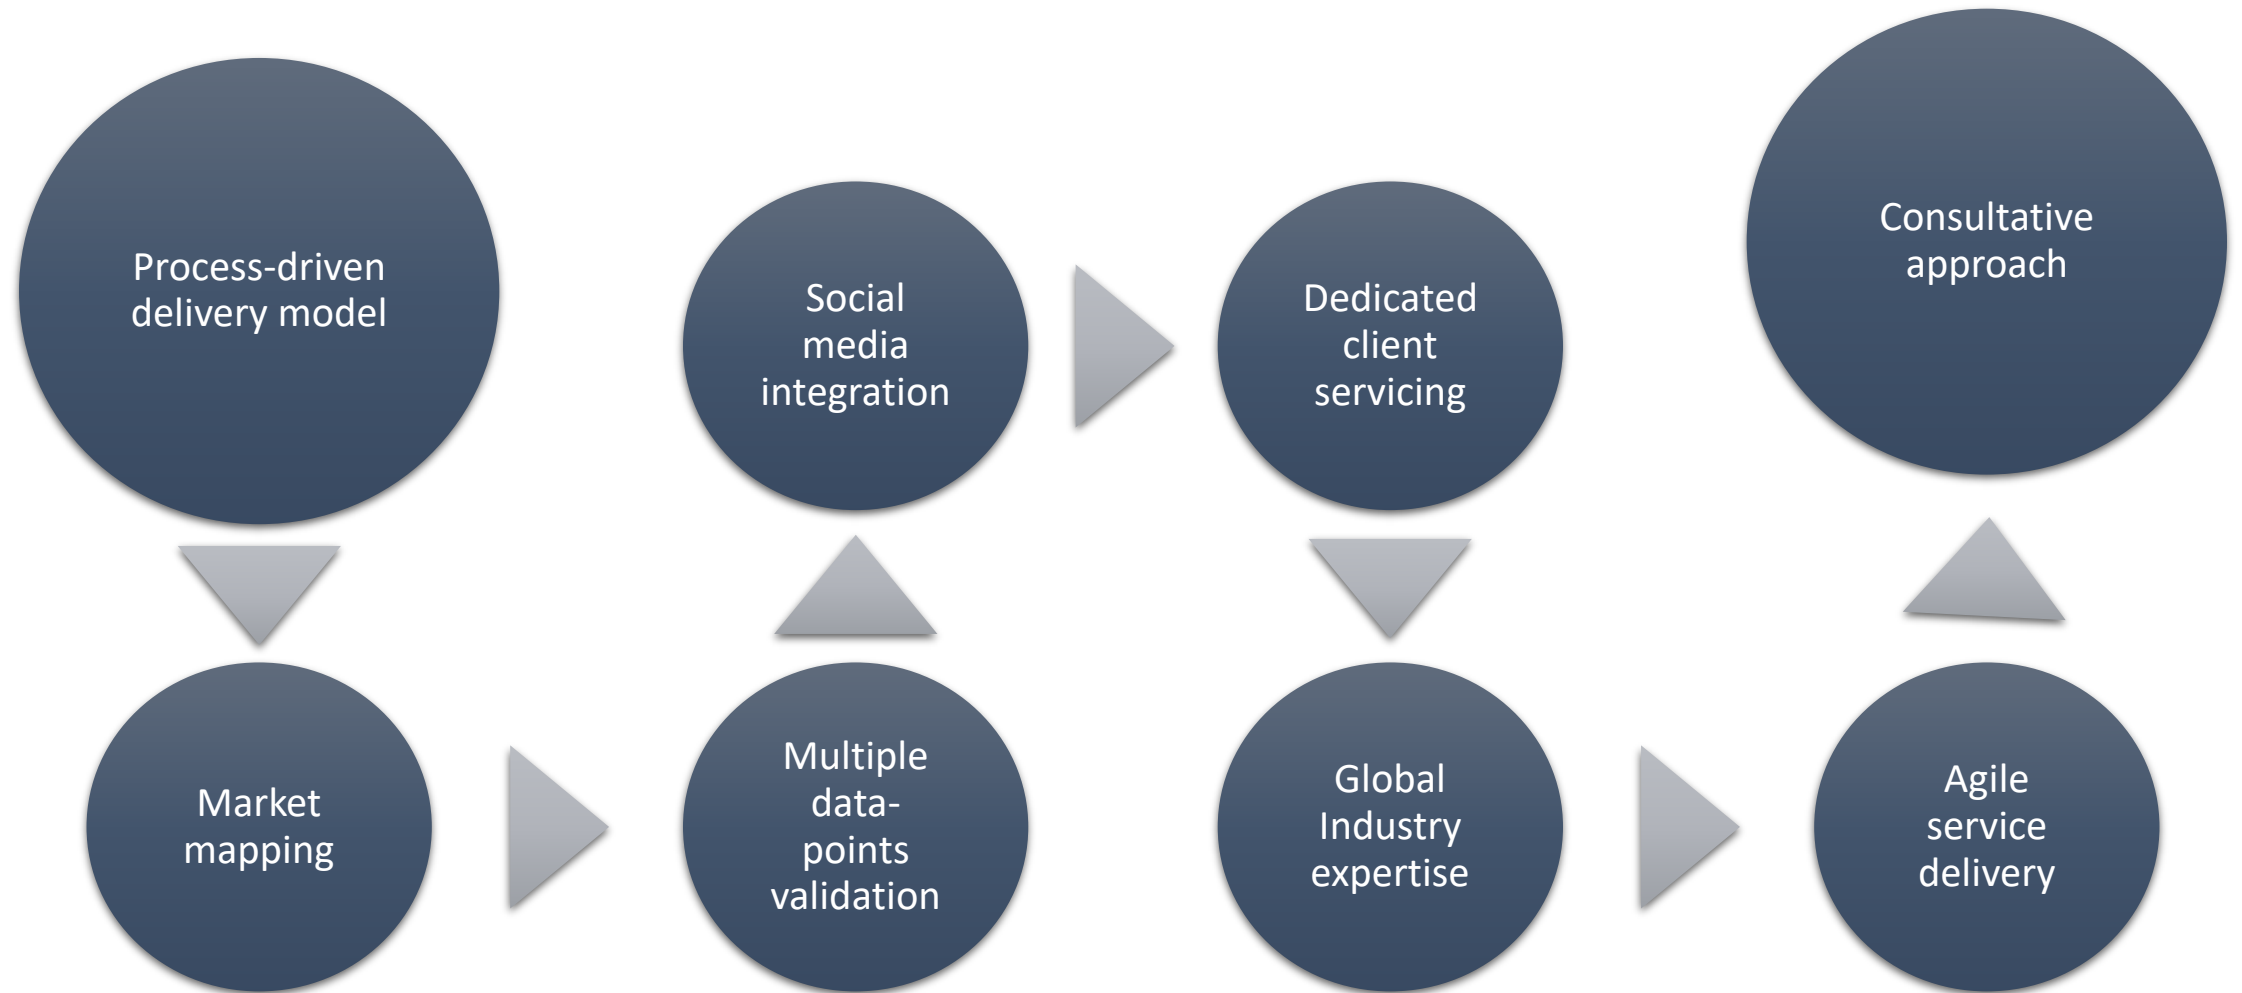 Process-driven
delivery model
Market
mapping
Multiple
data-
points
validation
Social
media
integration
Dedicated
client
servicing
Global
Industry
expertise
Agile
service
delivery
Consultative
approach